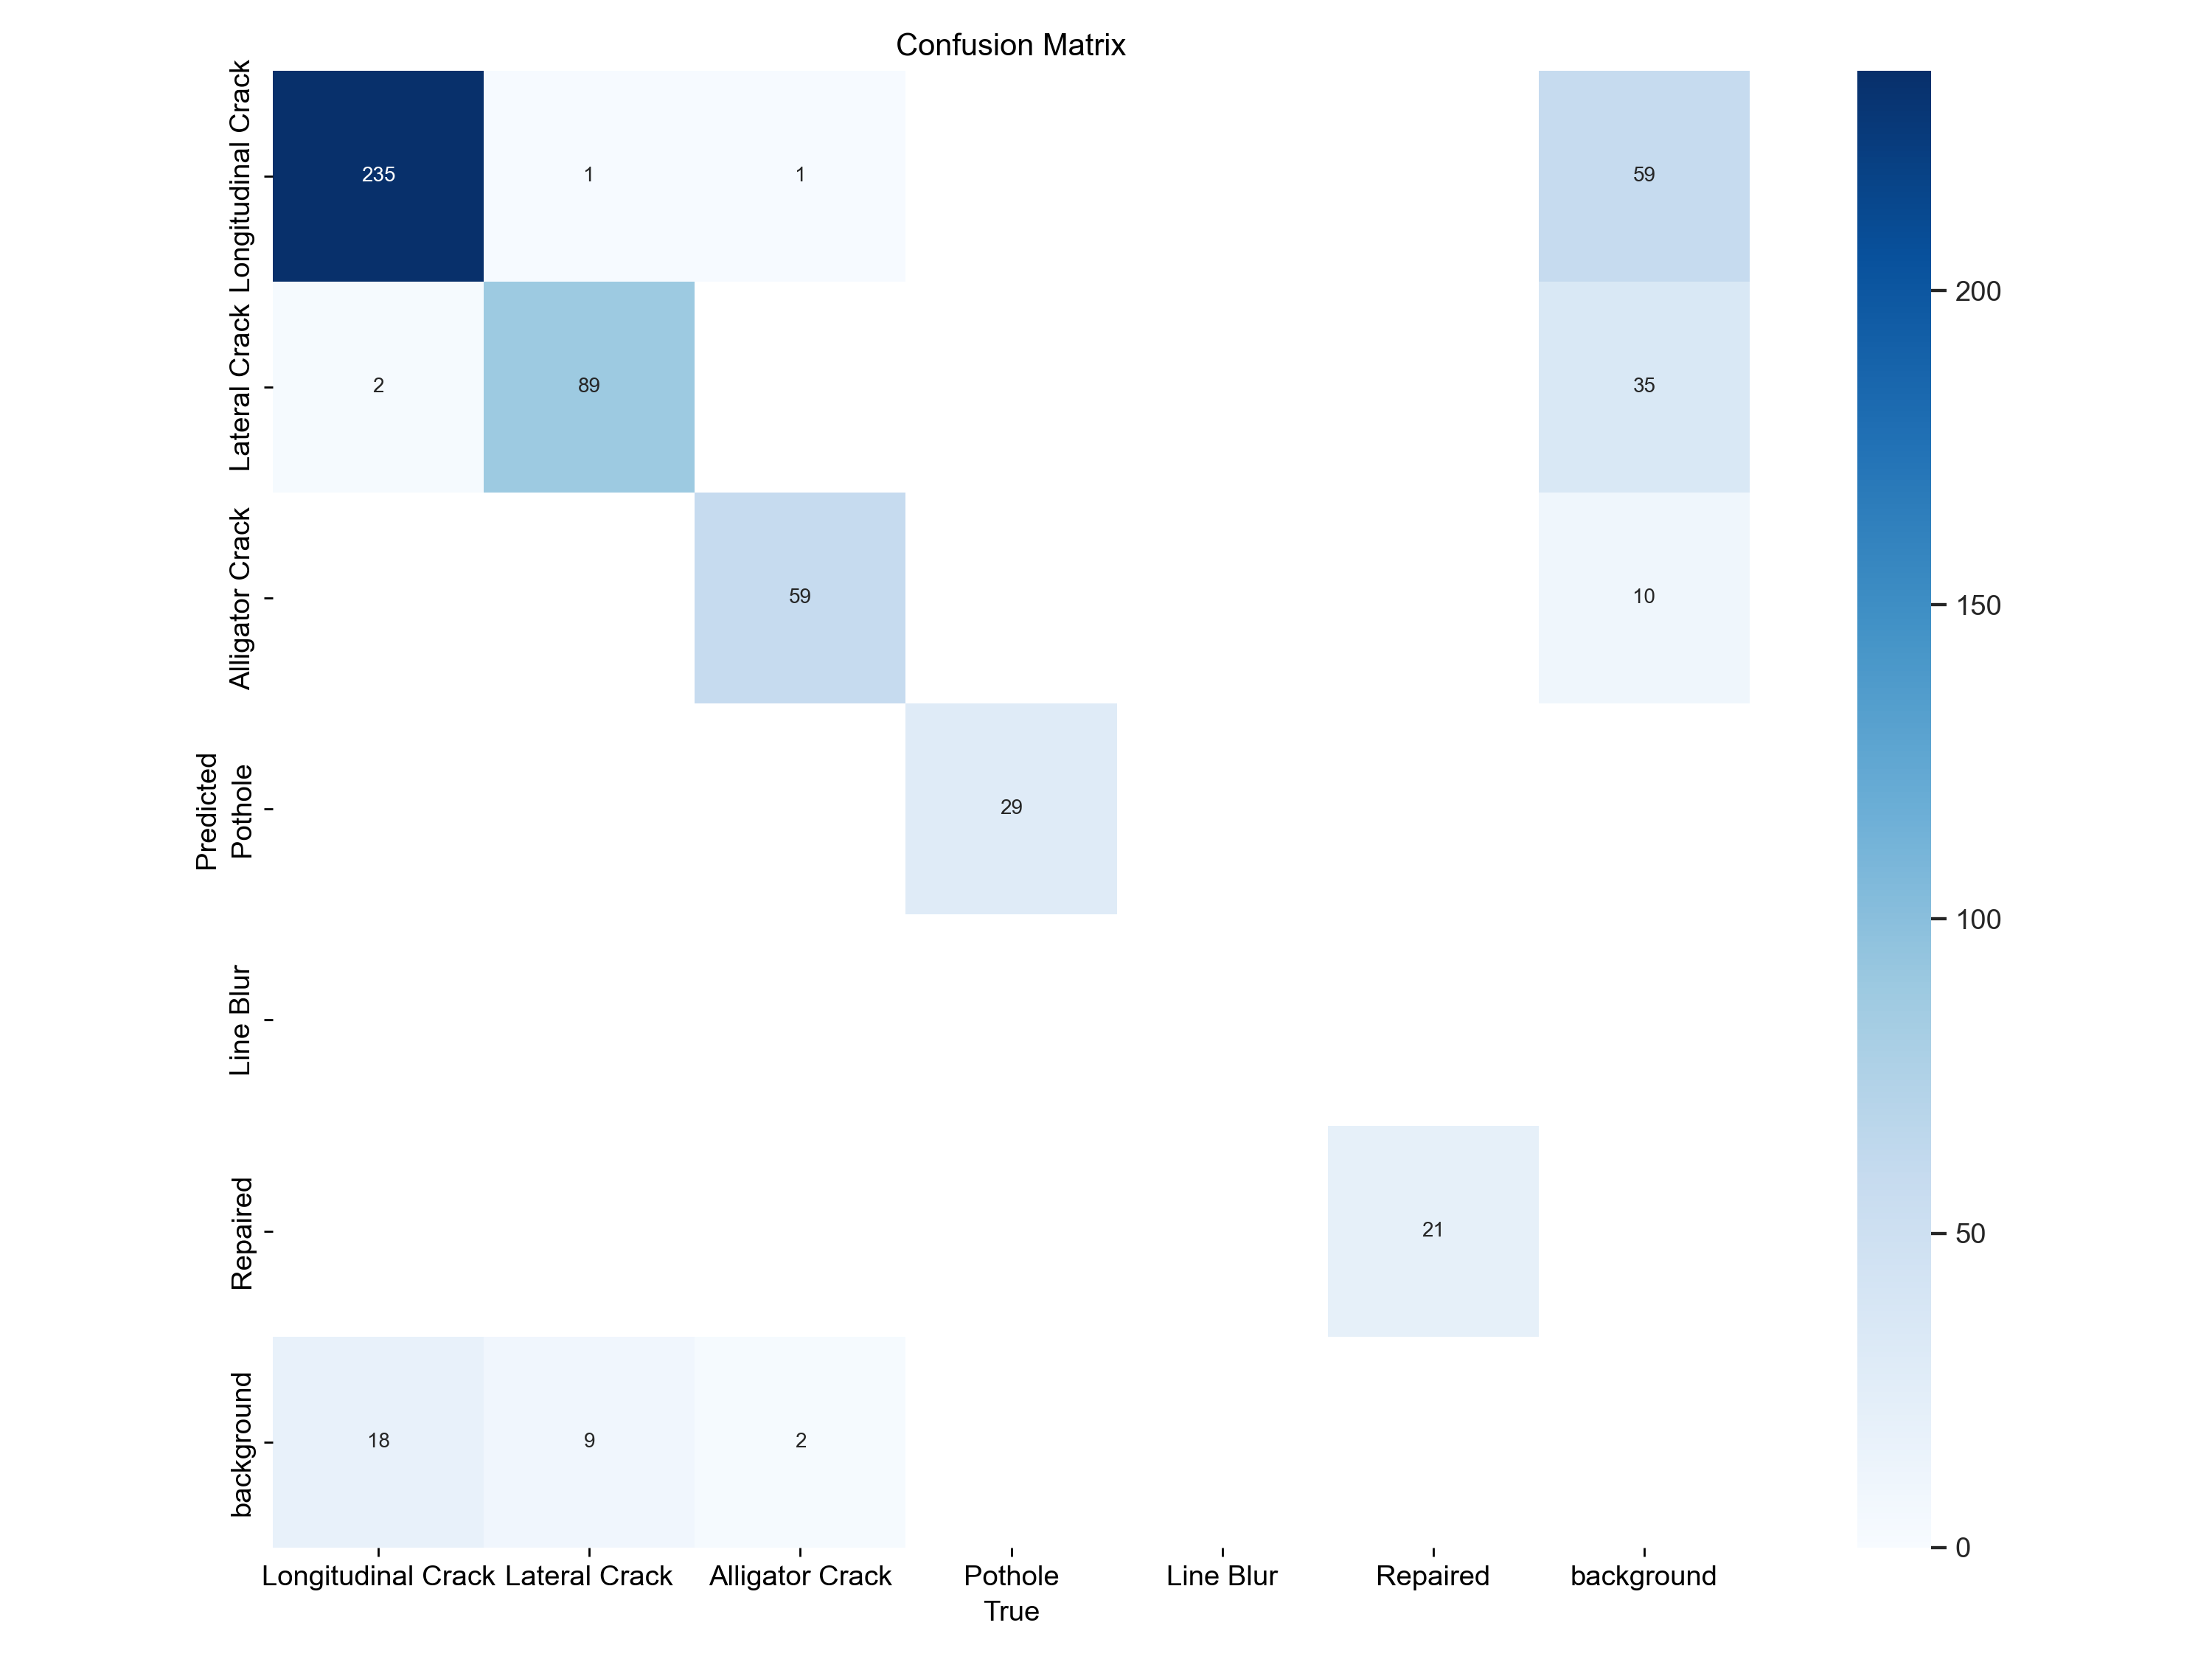 Confusion Matrix
Longitudinal Crack
235
1
1
59
200
Lateral Crack
2
89
35
150
Alligator Crack
59
10
Predicted
Pothole
29
100
Line Blur
Repaired
21
50
background
18
9
2
0
Longitudinal Crack Lateral Crack Alligator Crack Pothole Line Blur Repaired background
True